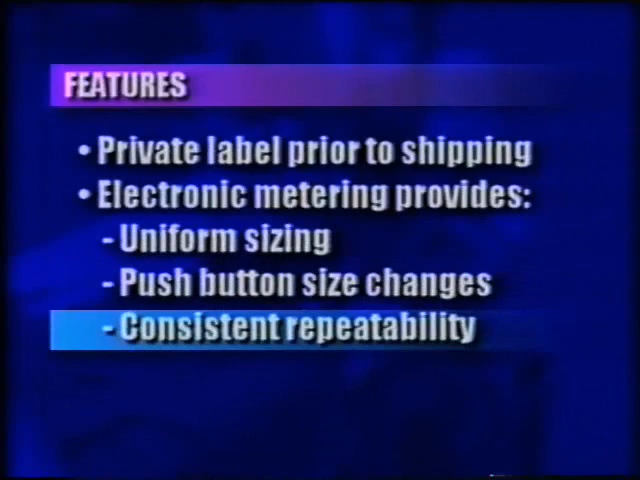 FEATURES
• Private label prior to shipping
• Electronic metering provides:
- Uniform sizing
- Push button size changes
- Consistent repeatability